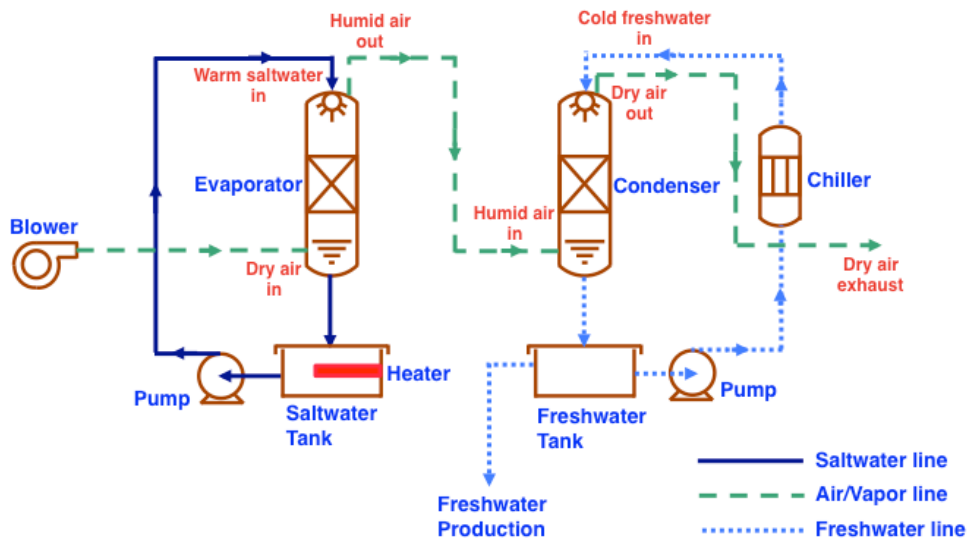 Humid air
out
Cold freshwater
in
Warm saltwater
in
Dry air
out
Evaporator
Condenser
Chiller
Blower
Humid air
in
Dry air
in
Dry air
exhaust
Heater
Pump
Saltwater
Tank
Pump
Freshwater
Tank
Freshwater
Production
Saltwater line
Air/Vapor line
Freshwater line